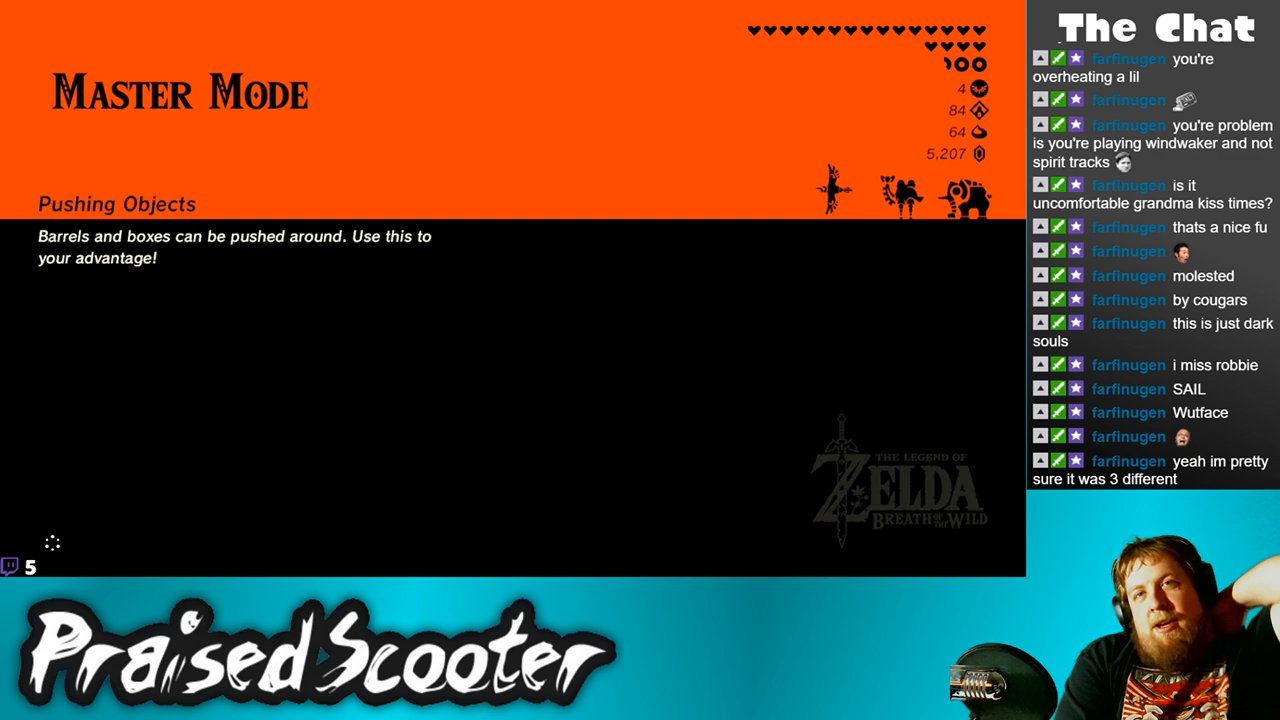 Master Mode
4
84
64
5.207
Pushing Objects
Barrels and boxes can be pushed around. Use this to
your advantage!
THE LEGEND OF
ZELDA
BREATH OF THE WILD
5
PraisedScooter
The Chat
farfinugen you're
overheating a lil
farfinugen
farfinugen you're problem
is you're playing windwaker and not
spirit tracks
farfinugen is it
uncomfortable grandma kiss times?
farfinugen thats a nice fu
farfinugen
farfinugen molested
farfinugen by cougars
farfinugen this is just dark
souls
farfinugen i miss robbie
farfinugen SAIL
farfinugen Wutface
farfinugen
farfinugen yeah im pretty
sure it was 3 different